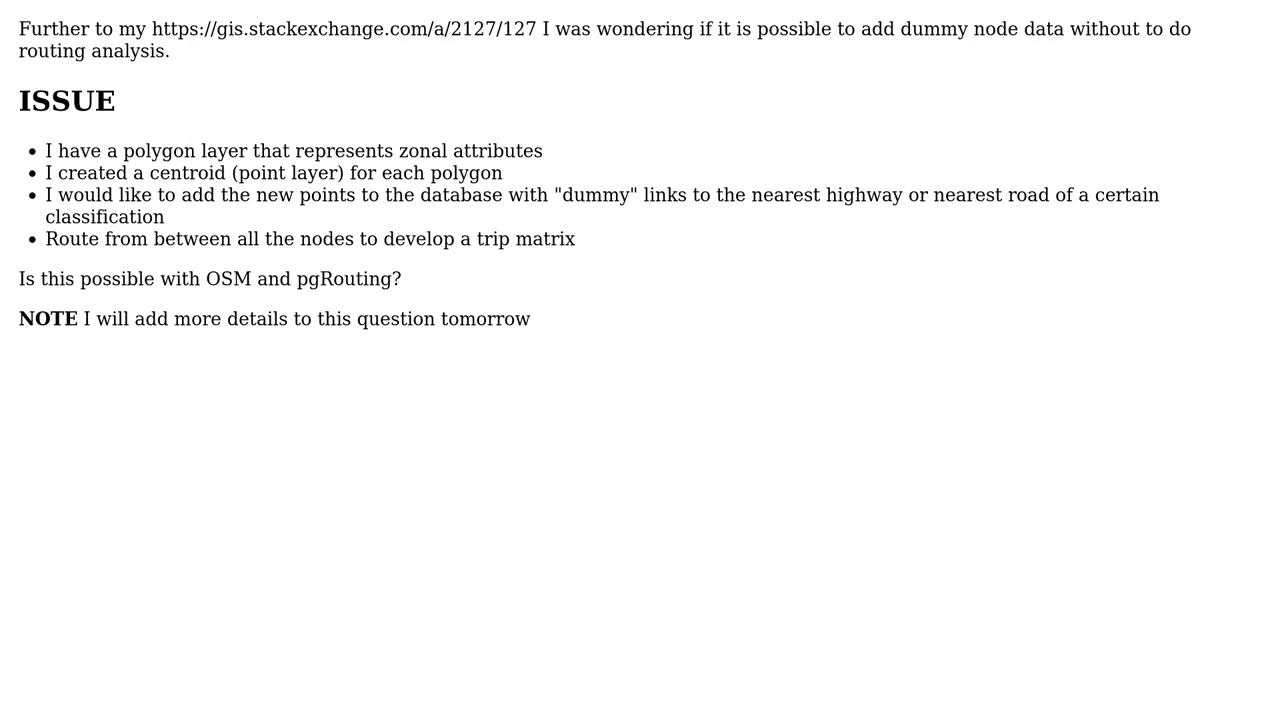 Further to my https://gis.stackexchange.com/a/2127/127 I was wondering if it is possible to add dummy node data without to do
routing analysis.
ISSUE
• I have a polygon layer that represents zonal attributes
• I created a centroid (point layer) for each polygon
• I would like to add the new points to the database with "dummy" links to the nearest highway or nearest road of a certain
classification
• Route from between all the nodes to develop a trip matrix
Is this possible with OSM and pgRouting?
NOTE I will add more details to this question tomorrow